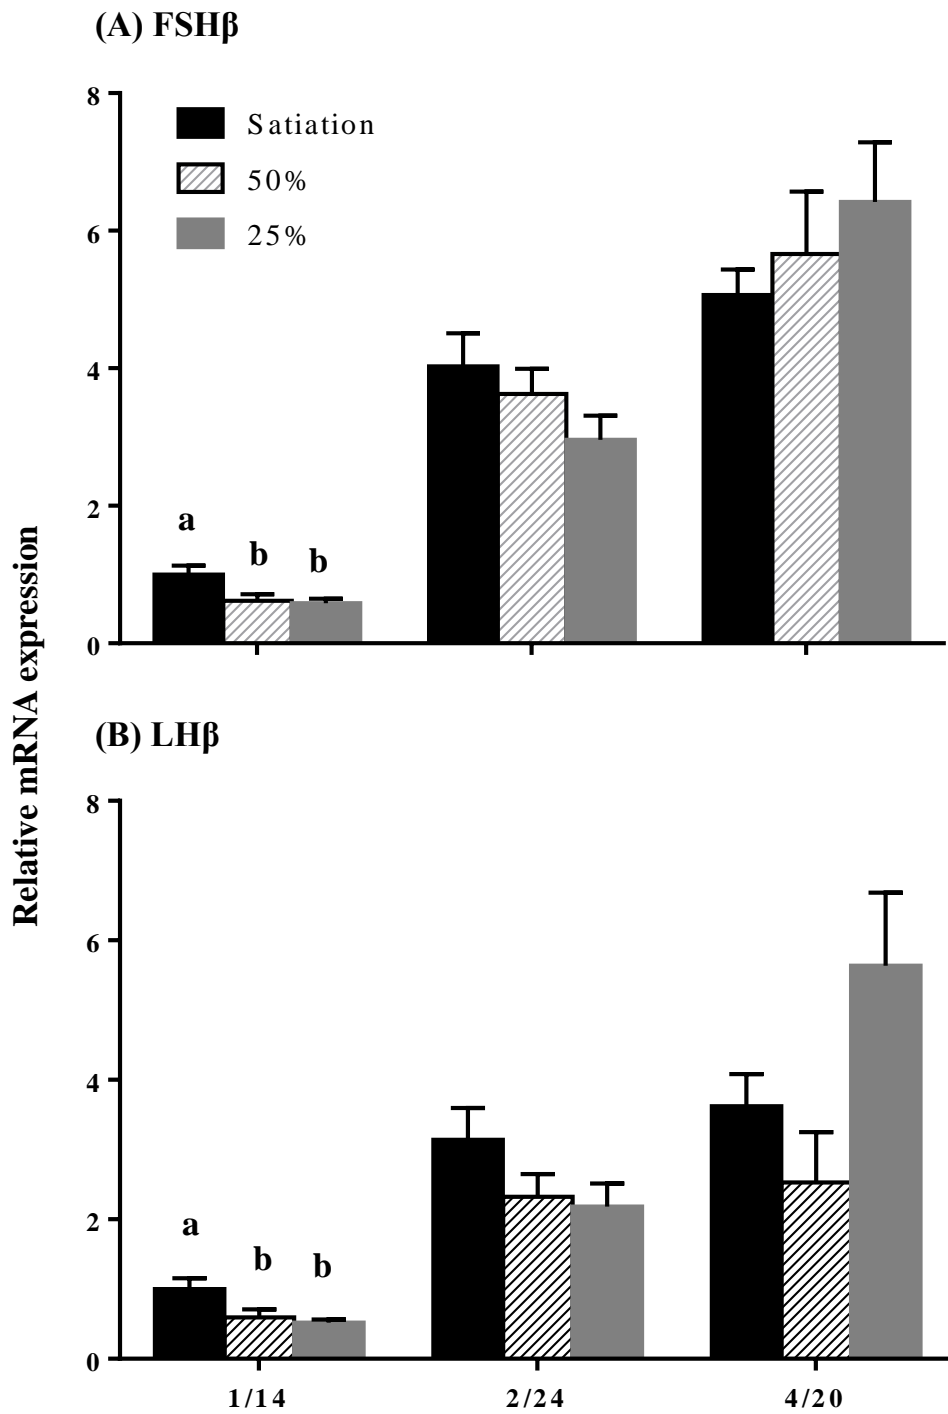 (A) FSHβ
8
Satiation
50%
25%
6
4
2
a
b
b
0
Relative mRNA expression
(B) LHβ
8
6
4
2
a
b
b
0
1/14
2/24
4/20